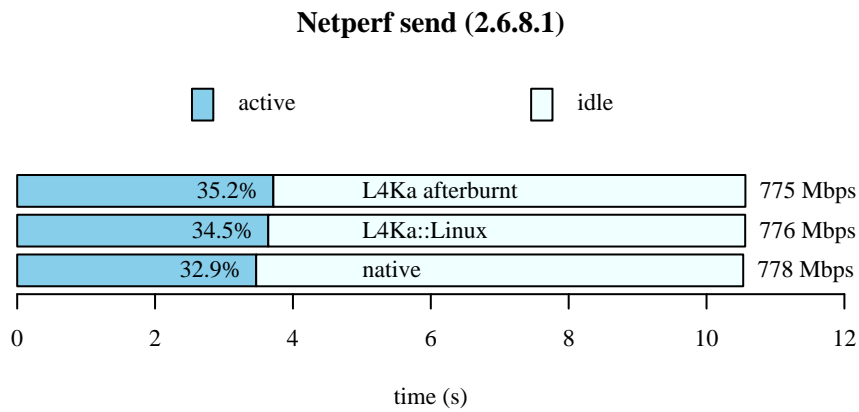 Netperf send (2.6.8.1)
active idle
35.2% L4Ka afterburnt 775 Mbps
34.5% L4Ka::Linux 776 Mbps
32.9% native 778 Mbps
0 2 4 6 8 10 12
time (s)